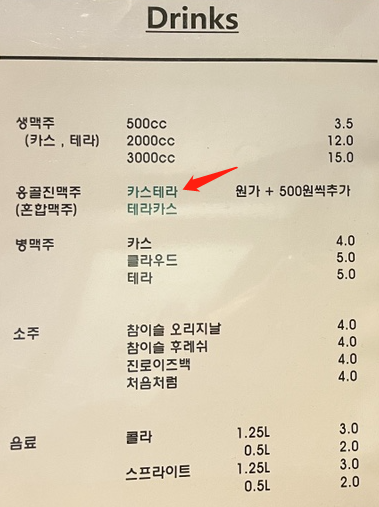 Drinks
생맥주 500cc 3.5
(카스 , 테라) 2000cc 12.0
3000cc 15.0
옹골진맥주 카스테라 원가 + 500원씩추가
(혼합맥주) 테라카스
병맥주 카스 4.0
클라우드 5.0
테라 5.0
소주 참이슬 오리지날 4.0
참이슬 후레쉬 4.0
진로이즈백 4.0
처음처럼 4.0
음료 콜라 1.25L 3.0
0.5L 2.0
스프라이트 1.25L 3.0
0.5L 2.0